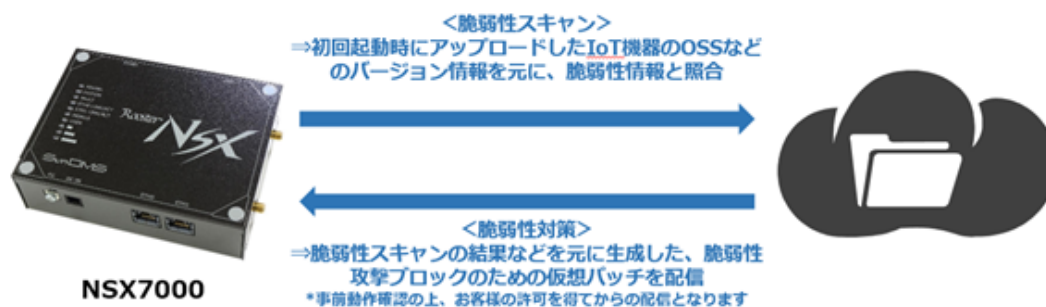 <脆弱性スキャン>
⇒初回起動時にアップロードしたIoT機器のOSSなど
のバージョン情報を元に、脆弱性情報と照合
Rooster
NSX
SunDMS
<脆弱性対策>
⇒脆弱性スキャンの結果などを元に生成した、脆弱性
攻撃ブロックのための仮想パッチを配信
*事前動作確認の上、お客様の許可を得てからの配信となります
NSX7000